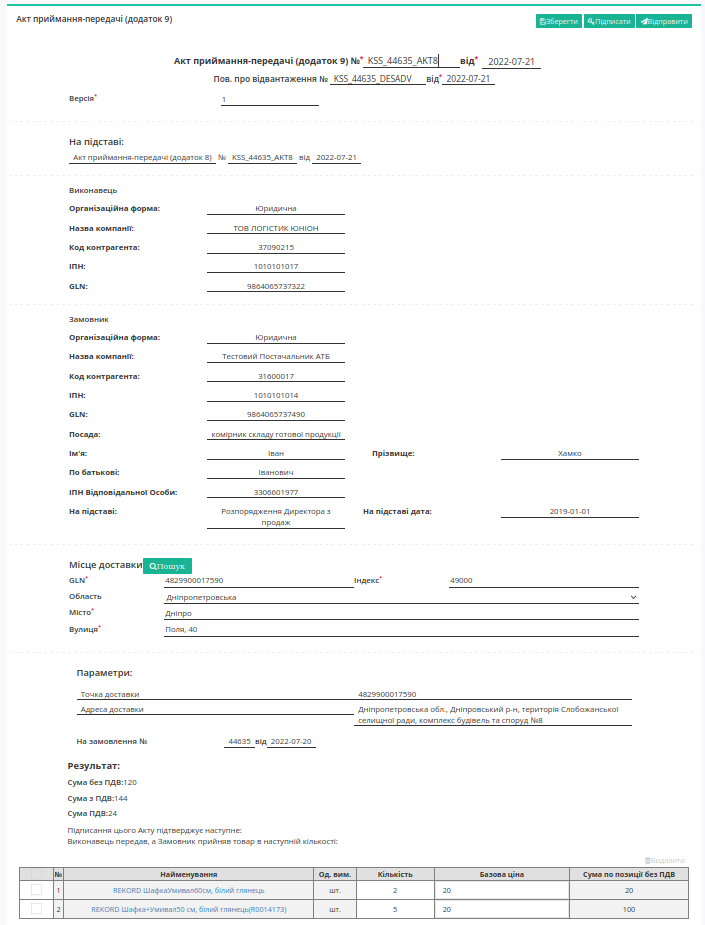 Акт приймання-передачі (додаток 9)
Зберегти Підписати Відправити
Акт приймання-передачі (додаток 9) №* KSS_44635_AKT8 від* 2022-07-21
Пов. про відвантаження № KSS_44635_DESADV від* 2022-07-21
Версія* 1
На підставі:
Акт приймання-передачі (додаток 8) № KSS_44635_AKT8 від 2022-07-21
Виконавець
Організаційна форма: Юридична
Назва компанії: ТОВ ЛОГІСТИК ЮНІОН
Код контрагента: 37090215
ІПН: 1010101017
GLN: 9864065737322
Замовник
Організаційна форма: Юридична
Назва компанії: Тестовий Постачальник АТБ
Код контрагента: 31600017
ІПН: 1010101014
GLN: 9864065737490
Посада: комірник складу готової продукції
Ім'я: Іван Прізвище: Хамко
По батькові: Іванович
ІПН Відповідальної Особи: 3306601977
На підставі: Розпорядження Директора з На підставі дата: 2019-01-01
продаж
Місце доставки Пошук
GLN* 4829900017590 Індекс* 49000
Область Дніпропетровська
Місто* Дніпро
Вулиця* Поля, 40
Параметри:
Точка доставки 4829900017590
Адреса доставки Дніпропетровська обл., Дніпровський р-н, територія Слобожанської
селищної ради, комплекс будівель та споруд №8
На замовлення № 44635 від 2022-07-20
Результат:
Сума без ПДВ:120
Сума з ПДВ:144
Сума ПДВ:24
Підписання цього Акту підтверджує наступне:
Виконавець передав, а Замовник прийняв товар в наступній кількості:
Видалити
№ Найменування Од. вим. Кількість Базова ціна Сума по позиції без ПДВ
1 REKORD ШафкаУмивал60см, білий глянець шт. 2 20 20
2 REKORD Шафка+Умивал50 см, білий глянець(R0014173) шт. 5 20 100